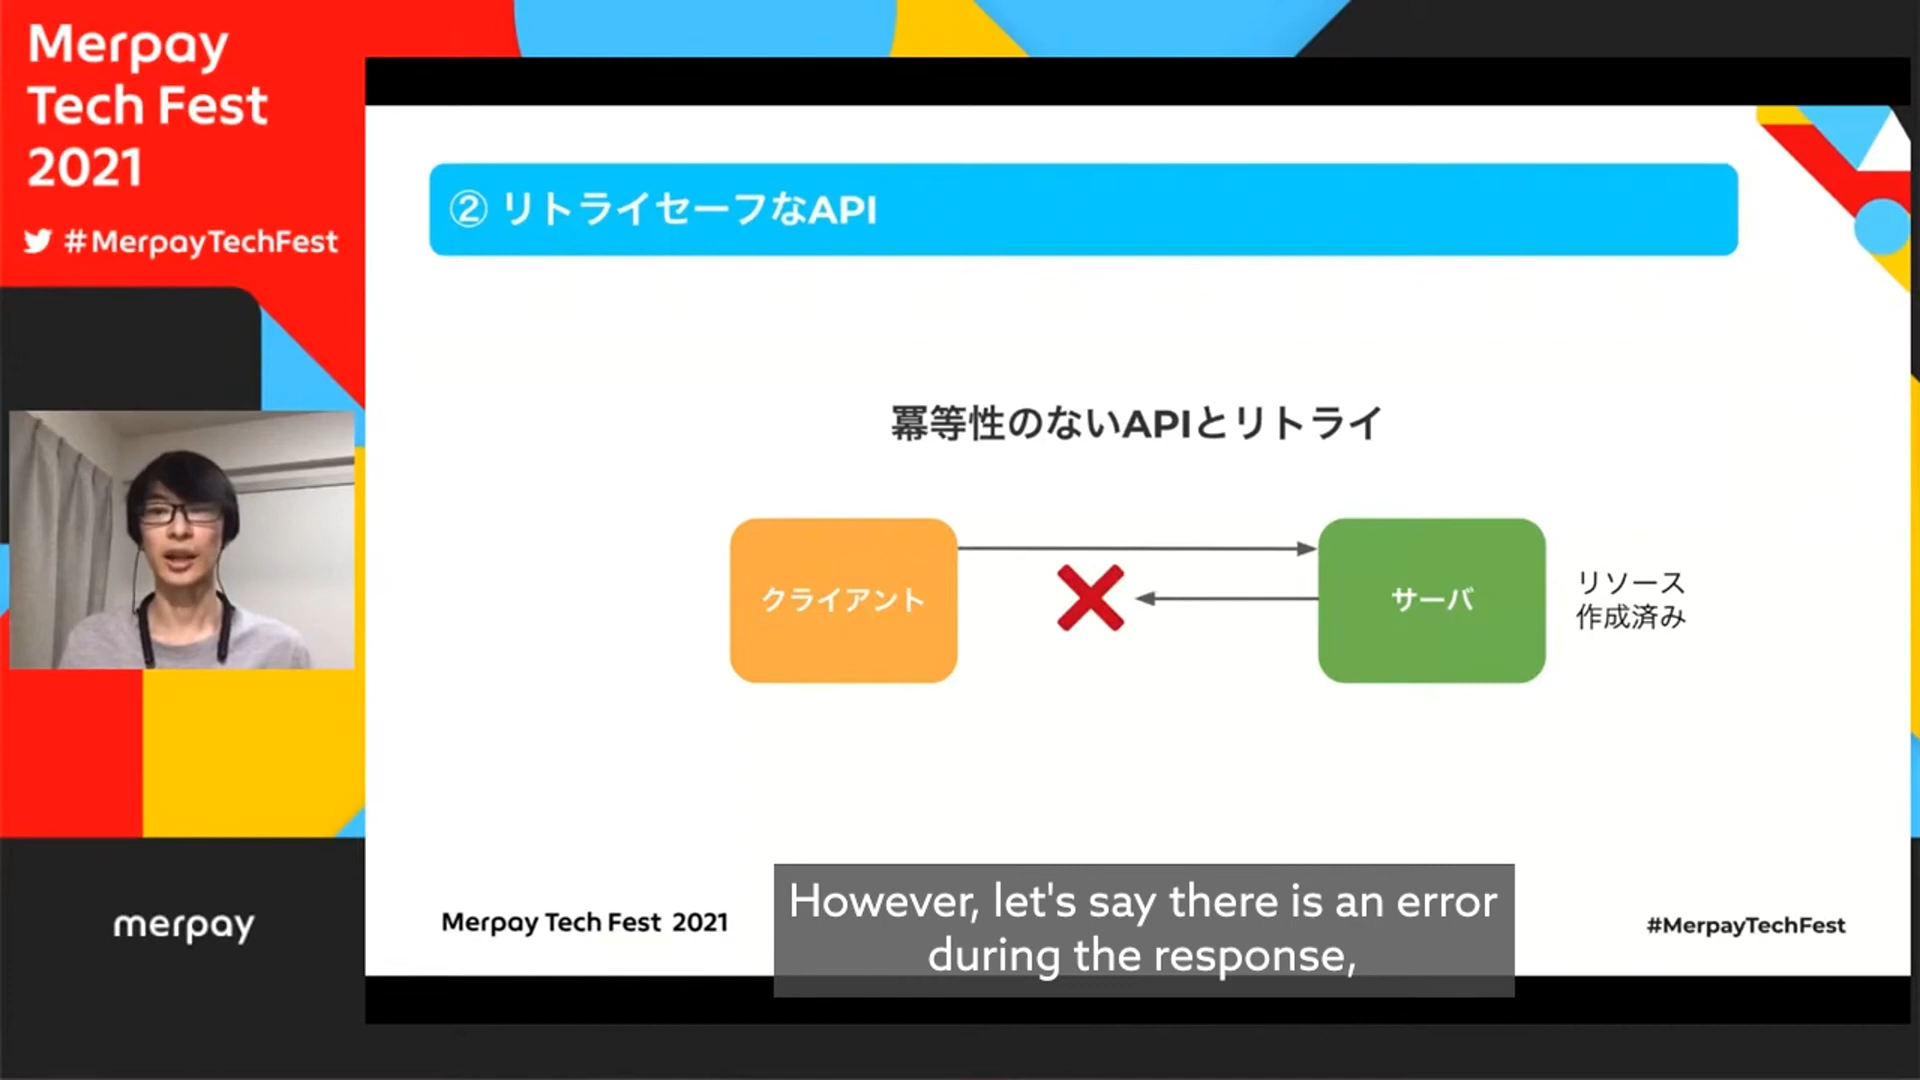 Merpay
Tech Fest
2021
#MerpayTechFest
② リトライセーフなAPI
冪等性のないAPIとリトライ
クライアント
サーバ
リソース
作成済み
merpay
Merpay Tech Fest 2021
However, let's say there is an error
during the response,
#MerpayTechFest